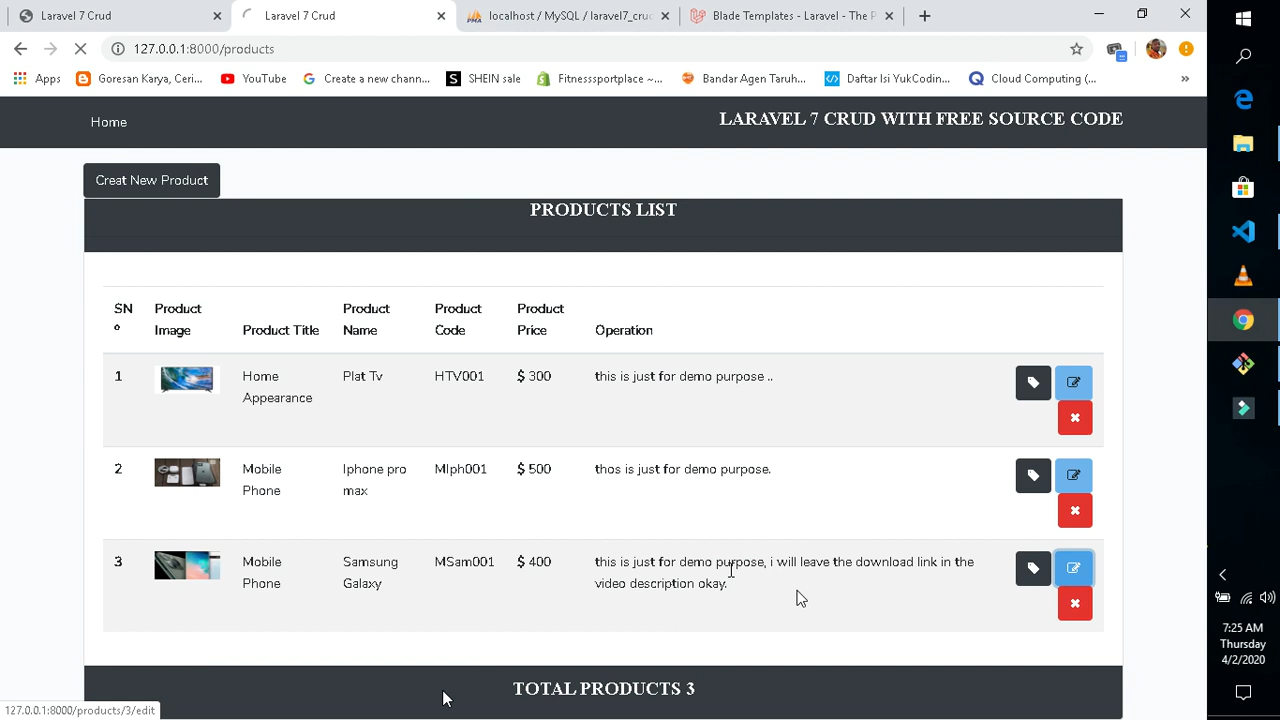 Laravel 7 Crud
Laravel 7 Crud
localhost / MySQL / laravel7_cru
Blade Templates - Laravel - The P
127.0.0.1:8000/products
Apps
Goresan Karya, Ceri...
YouTube
Create a new chann...
SHEIN sale
Fitnesssportplace ~...
Bandar Agen Taruh...
Daftar Isi YukCodin...
Cloud Computing (...
»
Home
LARAVEL 7 CRUD WITH FREE SOURCE CODE
Creat New Product
PRODUCTS LIST
SN
º
Product
Image
Product Title
Product
Name
Product
Code
Product
Price
Operation
1
Home
Appearance
Plat Tv
HTV001
$ 300
this is just for demo purpose ..
2
Mobile
Phone
Iphone pro
max
MIph001
$ 500
thos is just for demo purpose.
3
Mobile
Phone
Samsung
Galaxy
MSam001
$ 400
this is just for demo purpose, i will leave the download link in the
video description okay.
TOTAL PRODUCTS 3
127.0.0.1:8000/products/3/edit
7:25 AM
Thursday
4/2/2020